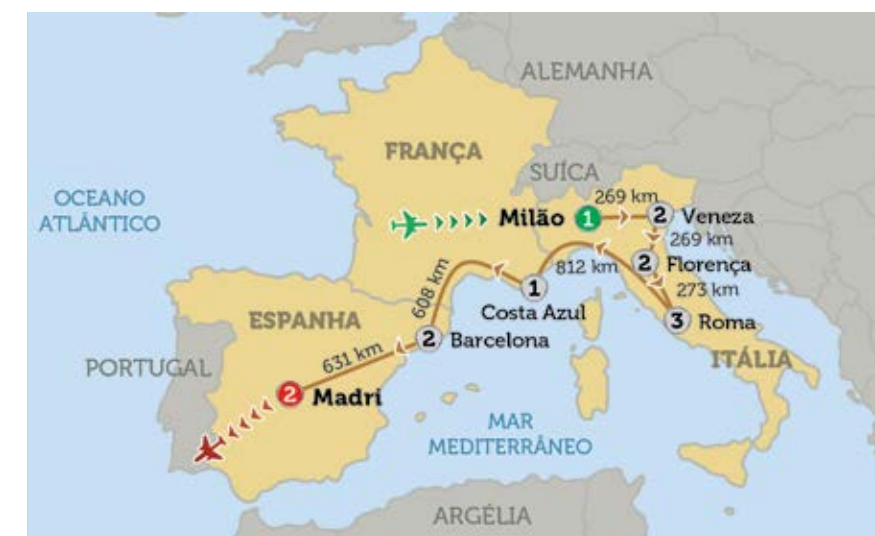 ALEMANHA
FRANÇA
SUÍCA
OCEANO
ATLÂNTICO
269 km
Milão 1
2 Veneza
269 km
2 Florença
812 km
608 km
1
273 km
Costa Azul
3 Roma
ESPANHA
2 Barcelona
631 km
PORTUGAL
ITÁLIA
2 Madri
MAR
MEDITERRÂNEO
ARGÉLIA